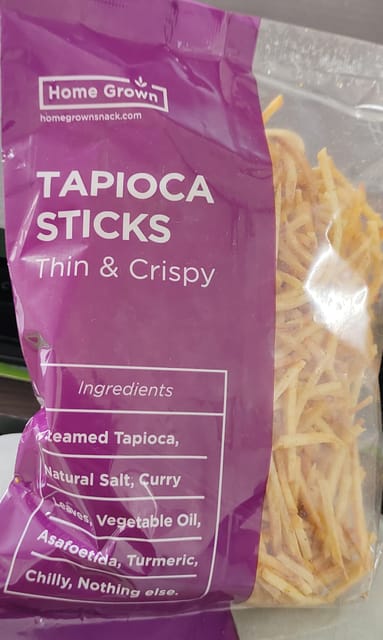 Home Grown
homegrownsnack.com
TAPIOCA
STICKS
Thin & Crispy
Ingredients
Steamed Tapioca,
Natural Salt, Curry
Leaves, Vegetable Oil,
Asafoetida, Turmeric,
Chilly, Nothing else.